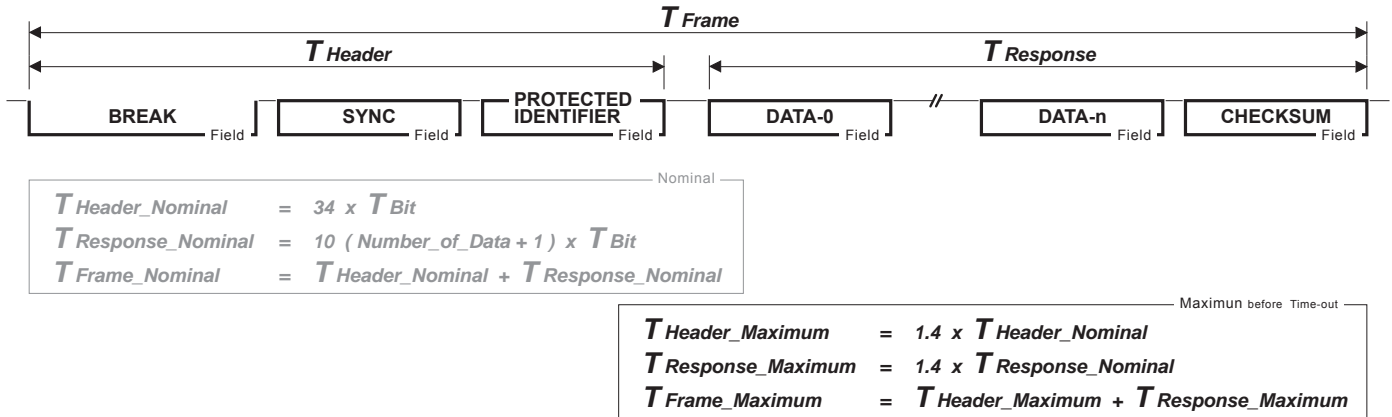 T Frame
T Header T Response
BREAK Field SYNC Field PROTECTED IDENTIFIER Field DATA-0 Field // DATA-n Field CHECKSUM Field
Nominal
T Header_Nominal = 34 x T Bit
T Response_Nominal = 10 ( Number_of_Data + 1 ) x T Bit
T Frame_Nominal = T Header_Nominal + T Response_Nominal
Maximun before Time-out
T Header_Maximum = 1.4 x T Header_Nominal
T Response_Maximum = 1.4 x T Response_Nominal
T Frame_Maximum = T Header_Maximum + T Response_Maximum